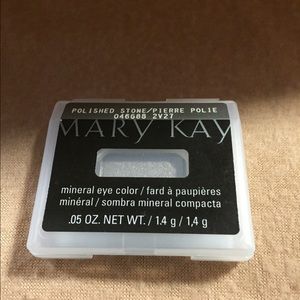 POLISHED STONE/PIERRE POLIE
046688 2V27
MARY KAY
mineral eye color / fard à paupières
minéral / sombra mineral compacta
.05 OZ. NET WT. / 1.4 g / 1,4 g